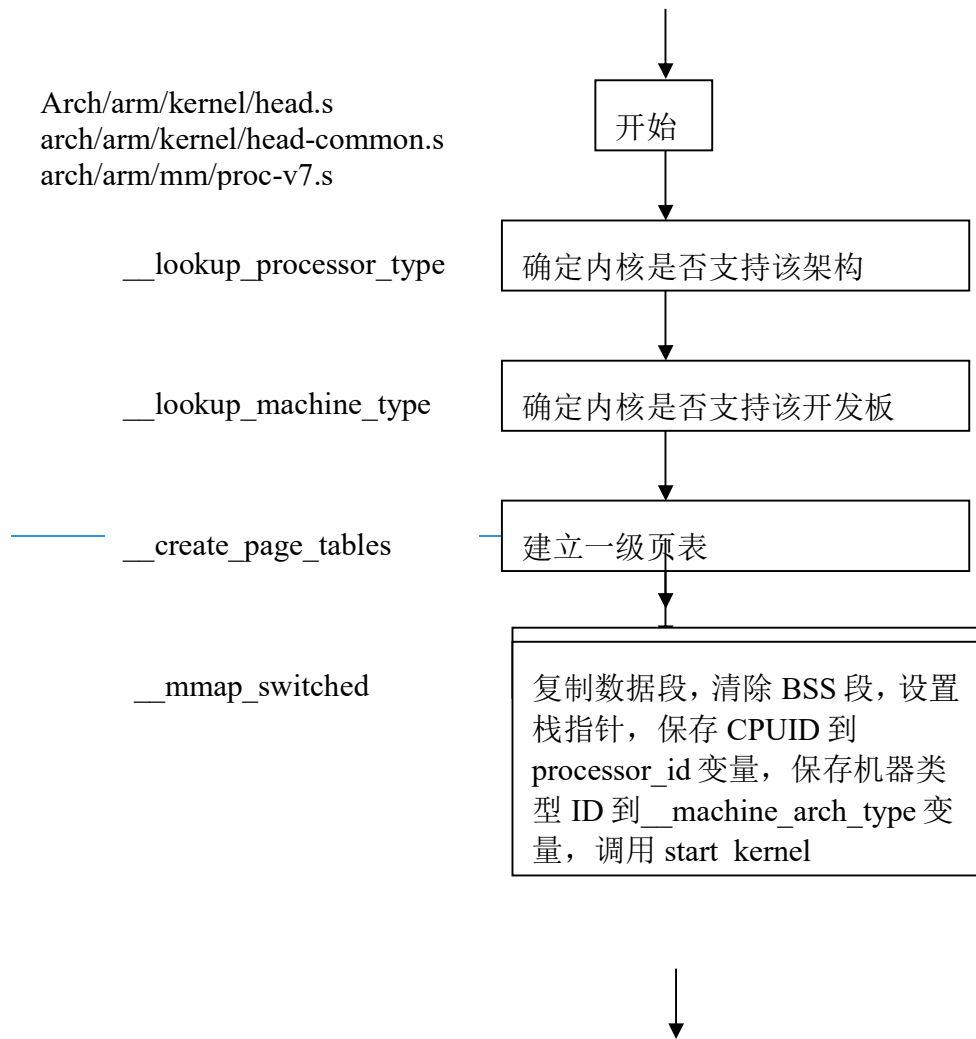 Arch/arm/kernel/head.s
arch/arm/kernel/head-common.s
arch/arm/mm/proc-v7.s
开始
__lookup_processor_type
确定内核是否支持该架构
__lookup_machine_type
确定内核是否支持该开发板
__create_page_tables
建立一级页表
__mmap_switched
复制数据段，清除 BSS 段，设置
栈指针，保存 CPUID 到
processor_id 变量，保存机器类
型 ID 到__machine_arch_type 变
量，调用 start_kernel